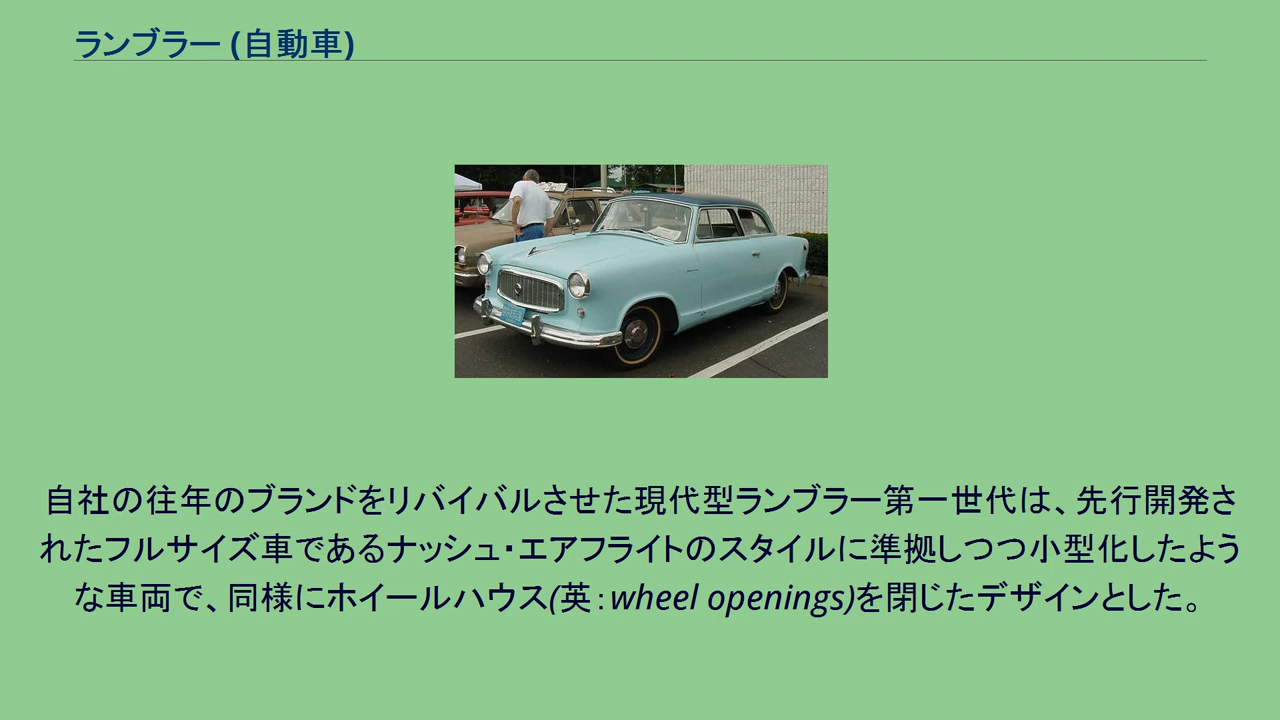 ランブラー (自動車)
自社の往年のブランドをリバイバルさせた現代型ランブラー第一世代は、先行開発さ
れたフルサイズ車であるナッシュ・エアフライトのスタイルに準拠しつつ小型化したよう
な車両で、同様にホイールハウス(英：wheel openings)を閉じたデザインとした。